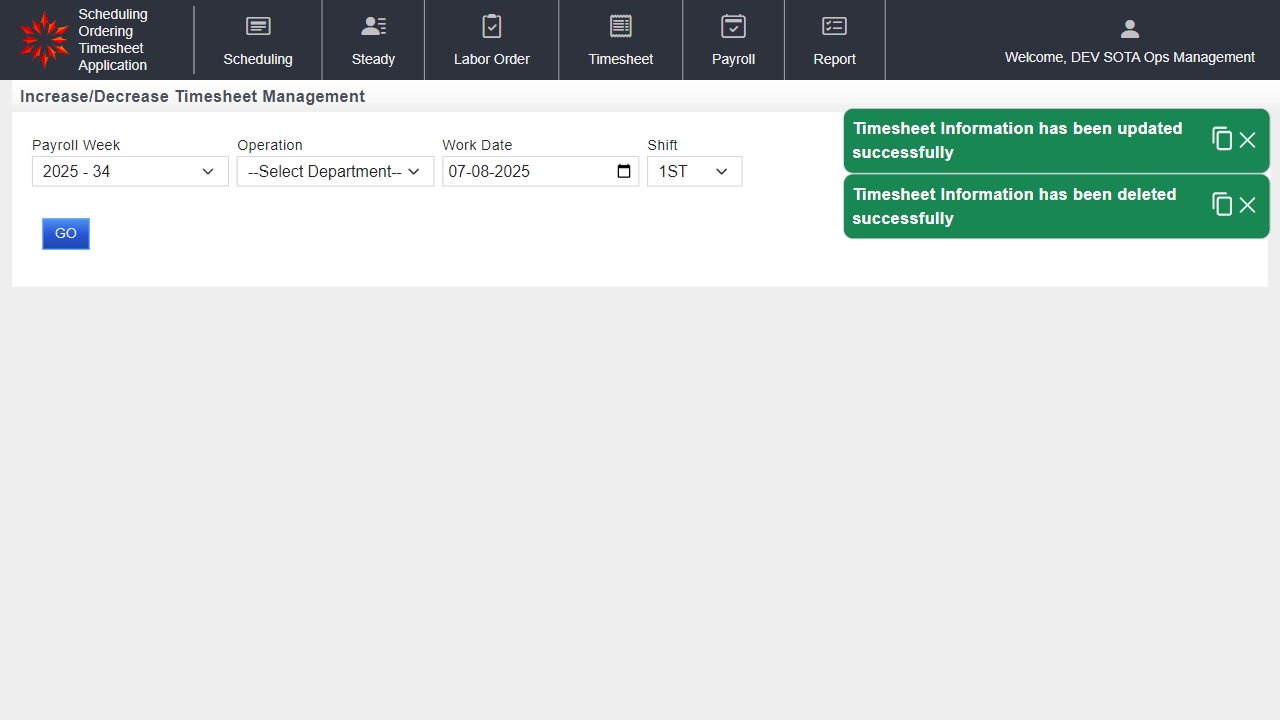 Scheduling
Ordering
Timesheet
Application
Scheduling
Steady
Labor Order
Timesheet
Payroll
Report
Welcome, DEV SOTA Ops Management
Increase/Decrease Timesheet Management
Payroll Week
Operation
Work Date
Shift
2025 - 34
--Select Department--
07-08-2025
1ST
GO
Timesheet Information has been updated
successfully
Timesheet Information has been deleted
successfully